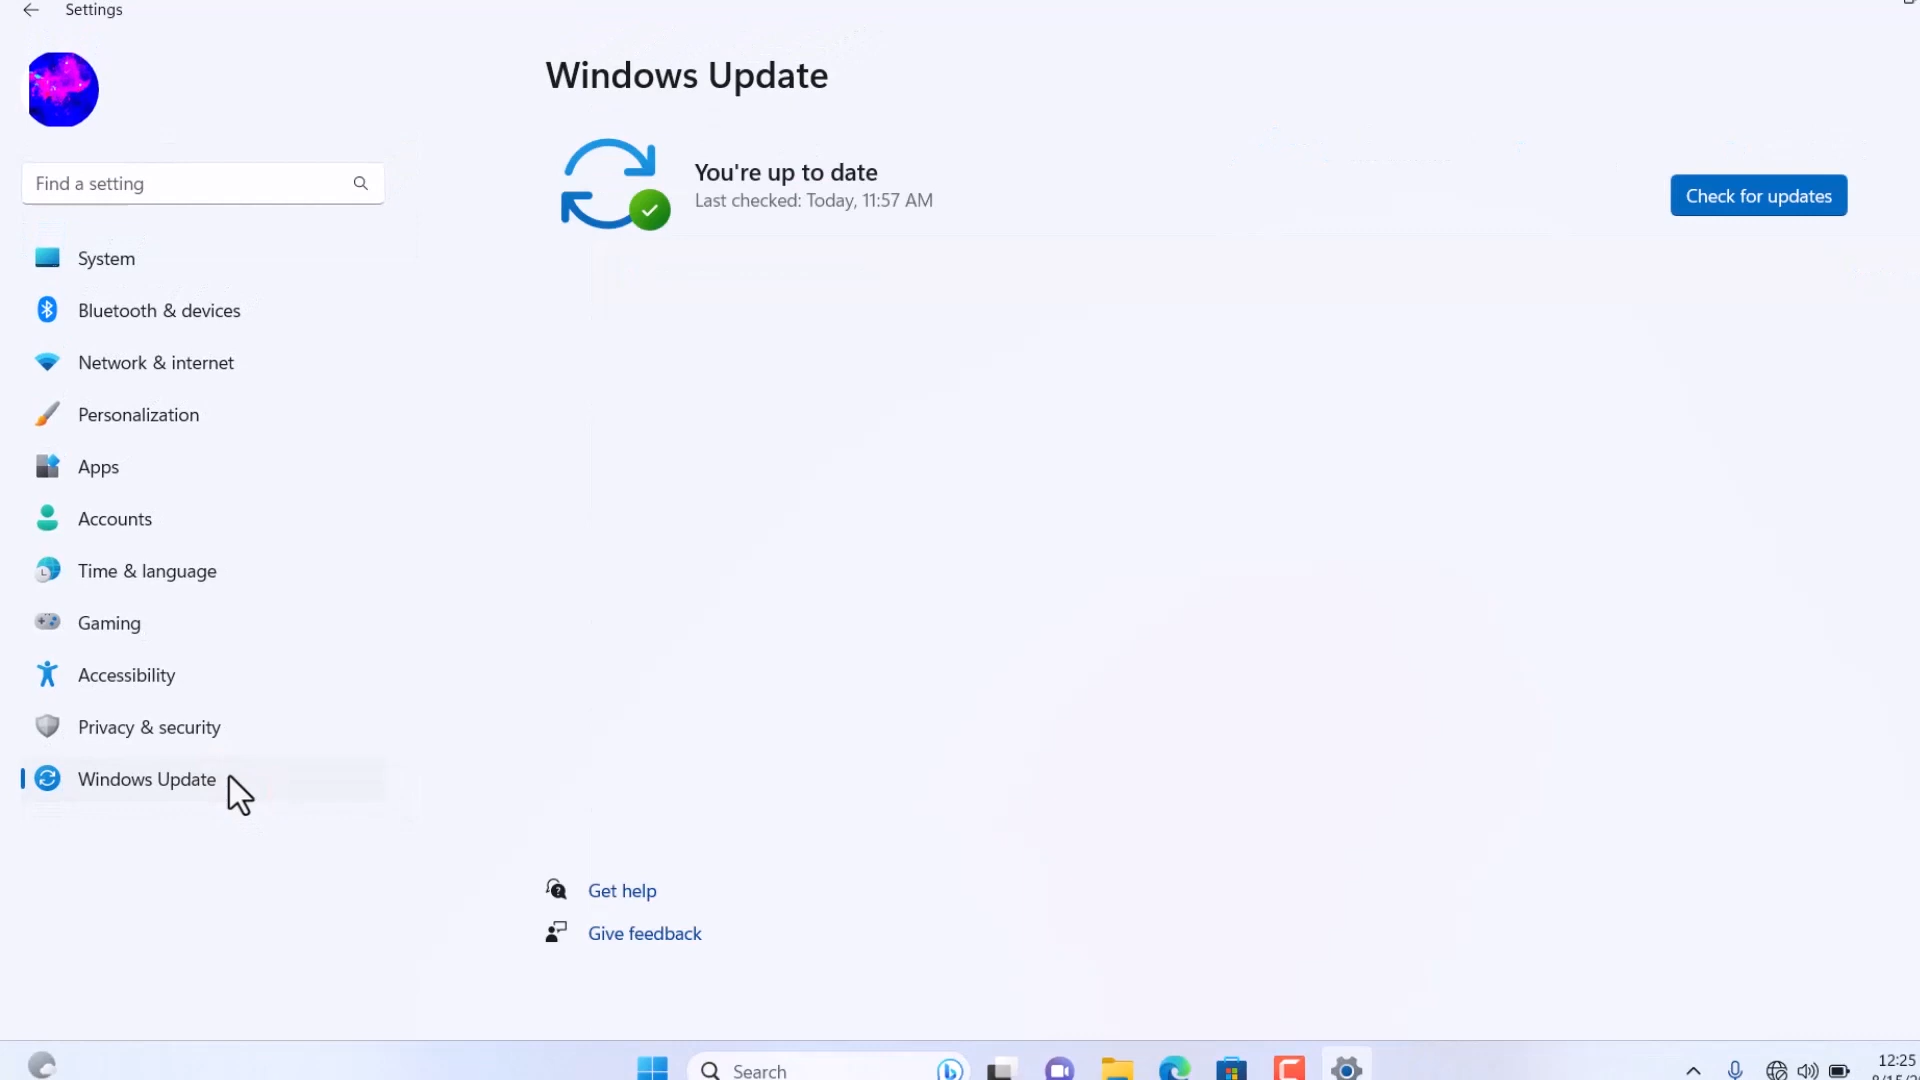 Settings
Find a setting
System
Bluetooth & devices
Network & internet
Personalization
Apps
Accounts
Time & language
Gaming
Accessibility
Privacy & security
Windows Update
Windows Update
You're up to date
Last checked: Today, 11:57 AM
Check for updates
Get help
Give feedback
Search
12:25